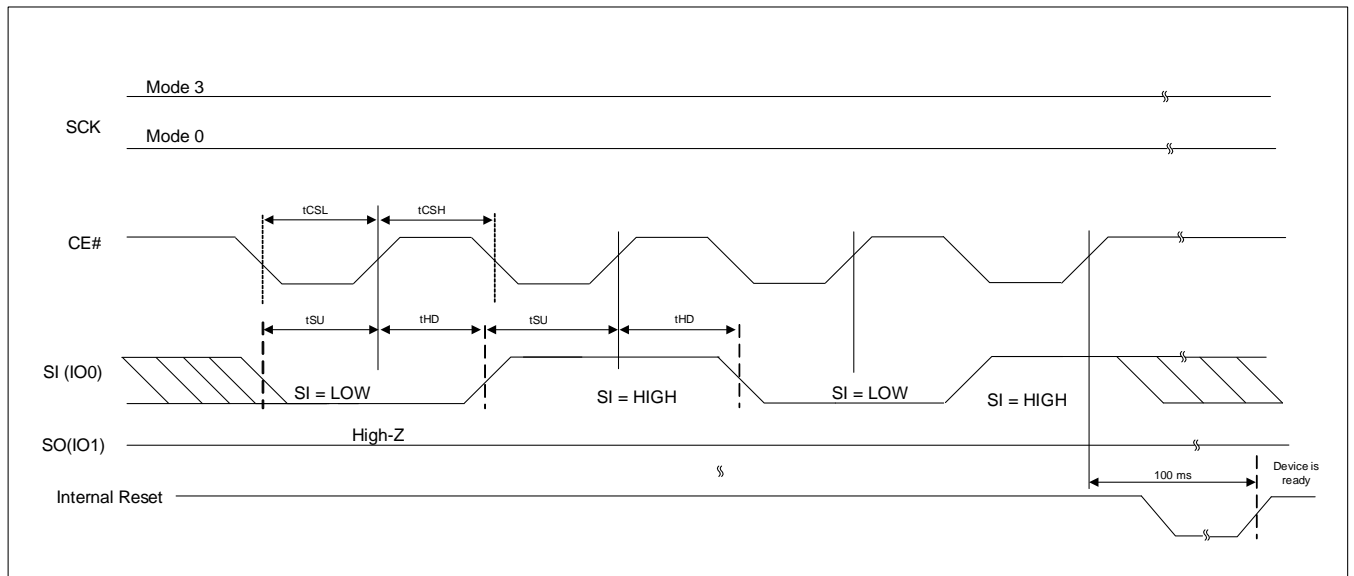 Mode 3
SCK
Mode 0
tCSL tCSH
CE#
tSU tHD tSU tHD
SI (IO0)
SI = LOW SI = HIGH SI = LOW SI = HIGH
High-Z
SO(IO1)
100 ms
Device is
ready
Internal Reset